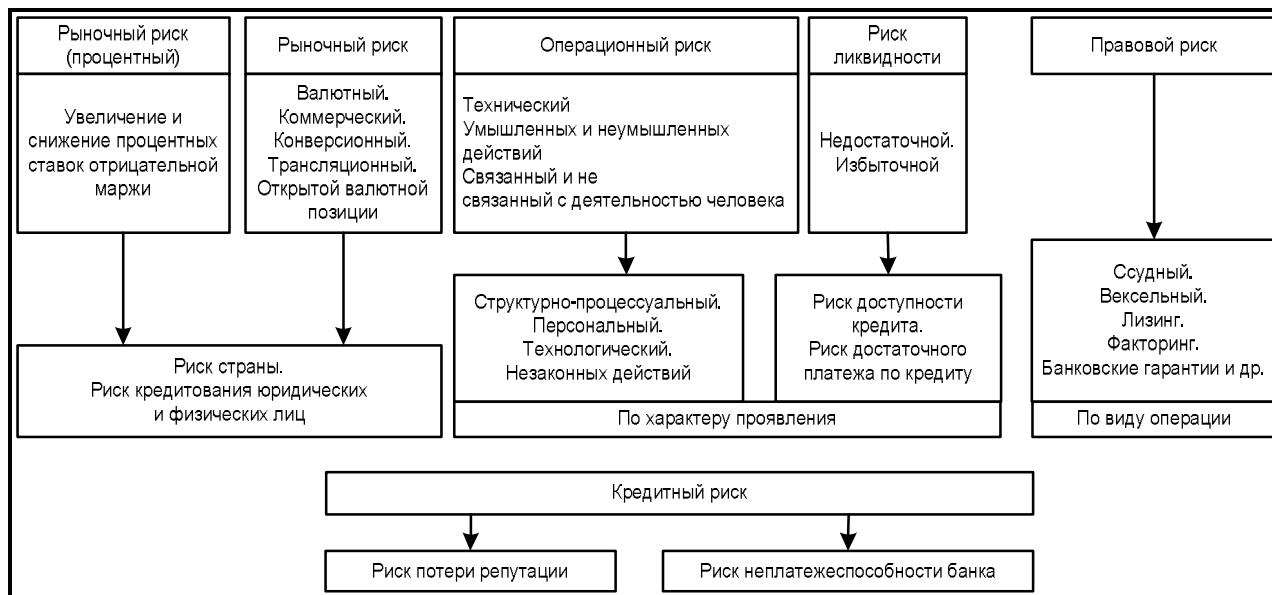 Рыночный риск
(процентный)
Увеличение и
снижение процентных
ставок отрицательной
маржи
Рыночный риск
Валютный.
Коммерческий.
Конверсионный.
Трансляционный.
Открытой валютной
позиции
Операционный риск
Технический
Умышленных и неумышленных
действий
Связанный и не
связанный с деятельностью человека
Риск
ликвидности
Недостаточной.
Избыточной
Правовой риск
Риск страны.
Риск кредитования юридических
и физических лиц
Структурно-процессуальный.
Персональный.
Технологический.
Незаконных действий
Риск доступности
кредита.
Риск достаточного
платежа по кредиту
По характеру проявления
Ссудный.
Вексельный.
Лизинг.
Факторинг.
Банковские гарантии и др.
По виду операции
Кредитный риск
Риск потери репутации
Риск неплатежеспособности банка